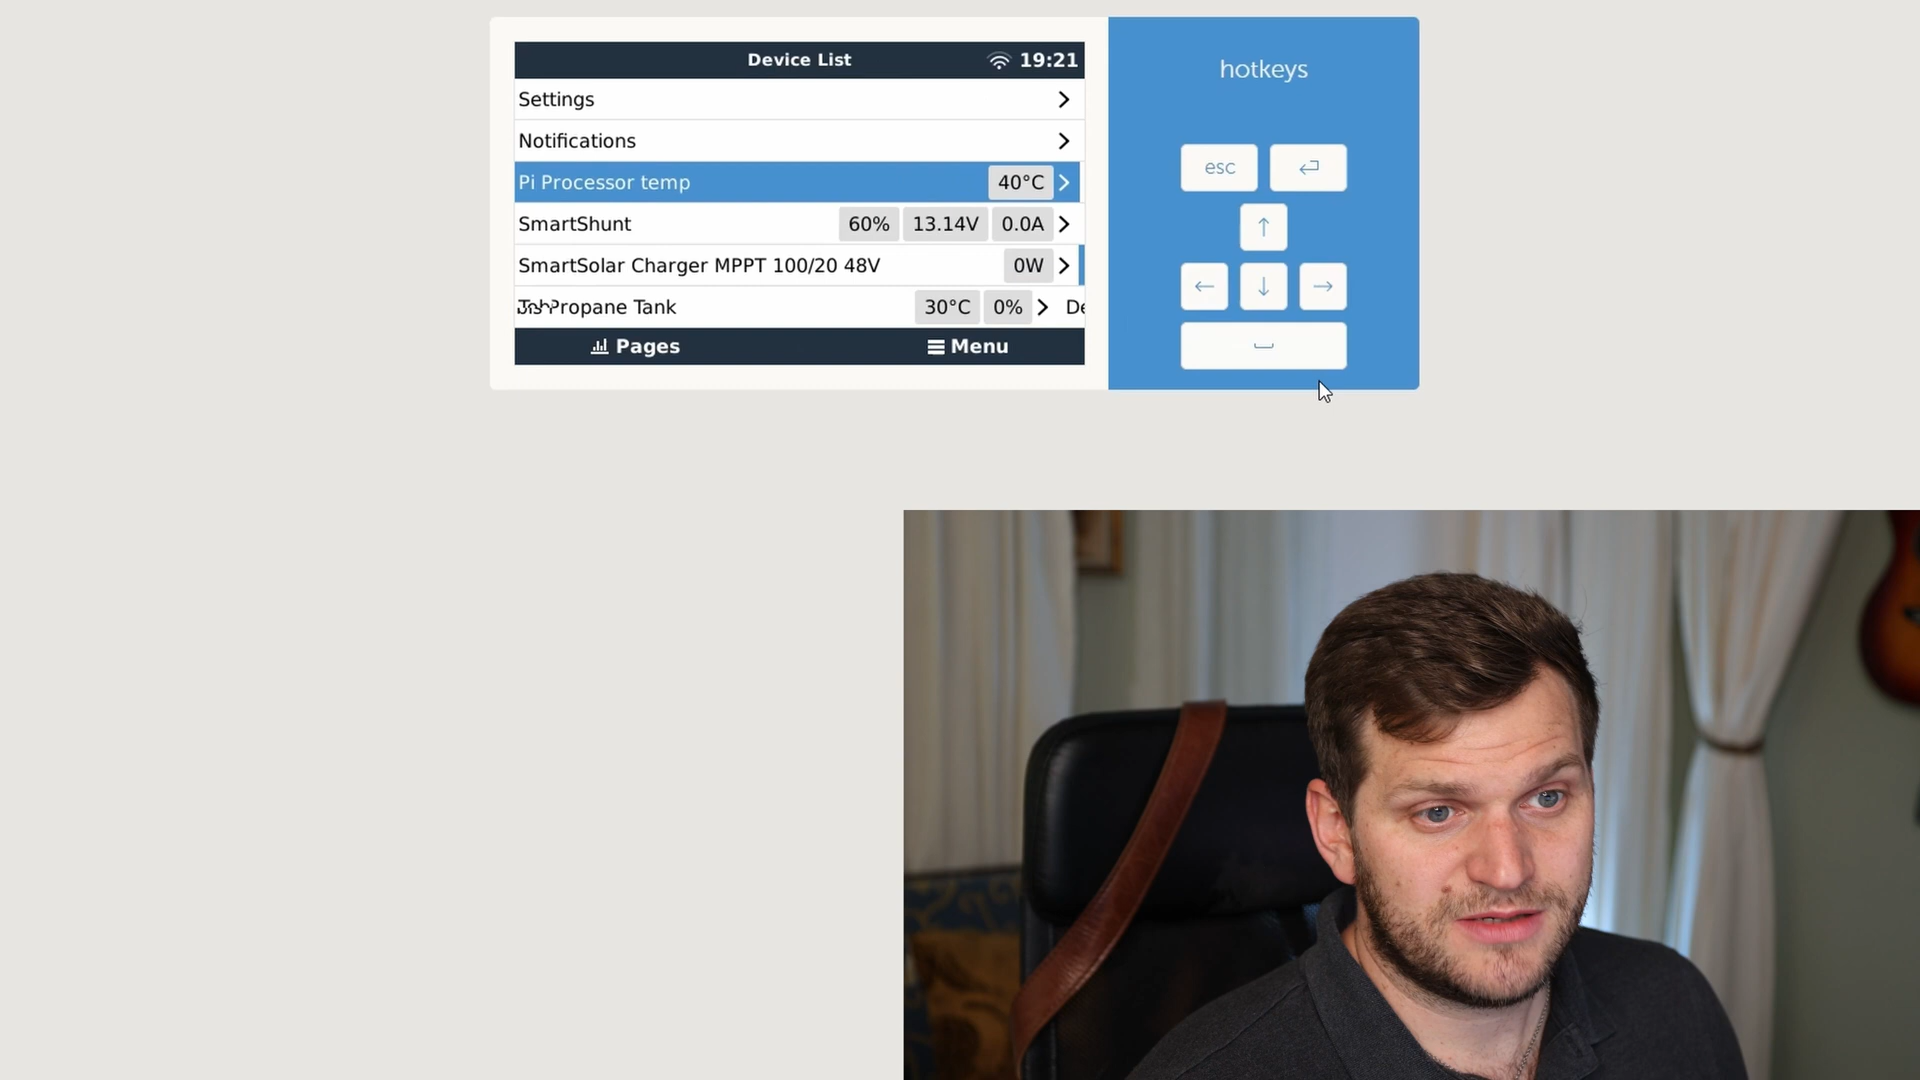 Device List 19:21
Settings
Notifications
Pi Processor temp 40°C
SmartShunt 60% 13.14V 0.0A
SmartSolar Charger MPPT 100/20 48V 0W
Propane Tank 30°C 0% De
Pages Menu
hotkeys
esc